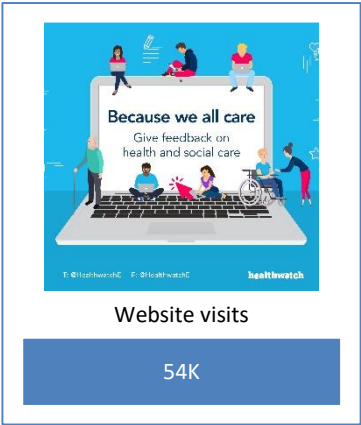 Because we all care
Give feedback on
health and social care
T: @HealthwatchE F: @HealthwatchE
healthwatch
Website visits
54K